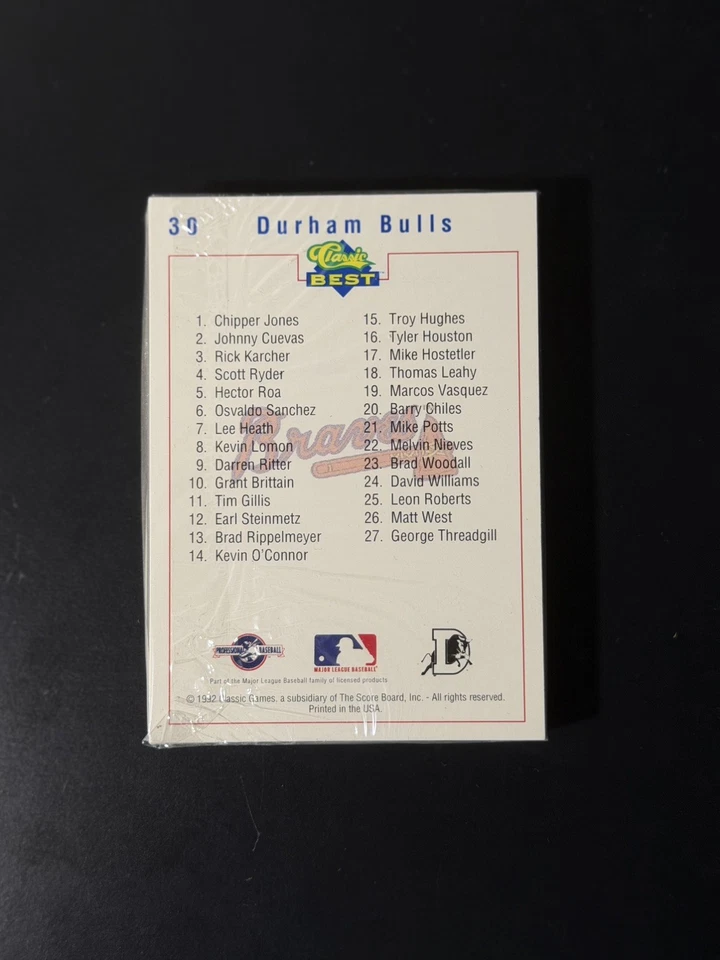 30 Durham Bulls
Classic
BEST
1. Chipper Jones
2. Johnny Cuevas
3. Rick Karcher
4. Scott Ryder
5. Hector Roa
6. Osvaldo Sanchez
7. Lee Heath
8. Kevin Lomon
9. Darren Ritter
10. Grant Brittain
11. Tim Gillis
12. Earl Steinmetz
13. Brad Rippelmeyer
14. Kevin O'Connor
15. Troy Hughes
16. Tyler Houston
17. Mike Hostetler
18. Thomas Leahy
19. Marcos Vasquez
20. Barry Chiles
21. Mike Potts
22. Melvin Nieves
23. Brad Woodall
24. David Williams
25. Leon Roberts
26. Matt West
27. George Threadgill
Braves
PROFESSIONAL BASEBALL
MAJOR LEAGUE BASEBALL
D
Part of the Major League Baseball family of licensed products
© 1992 Classic Games, a subsidiary of The Score Board, Inc. - All rights reserved.
Printed in the USA.